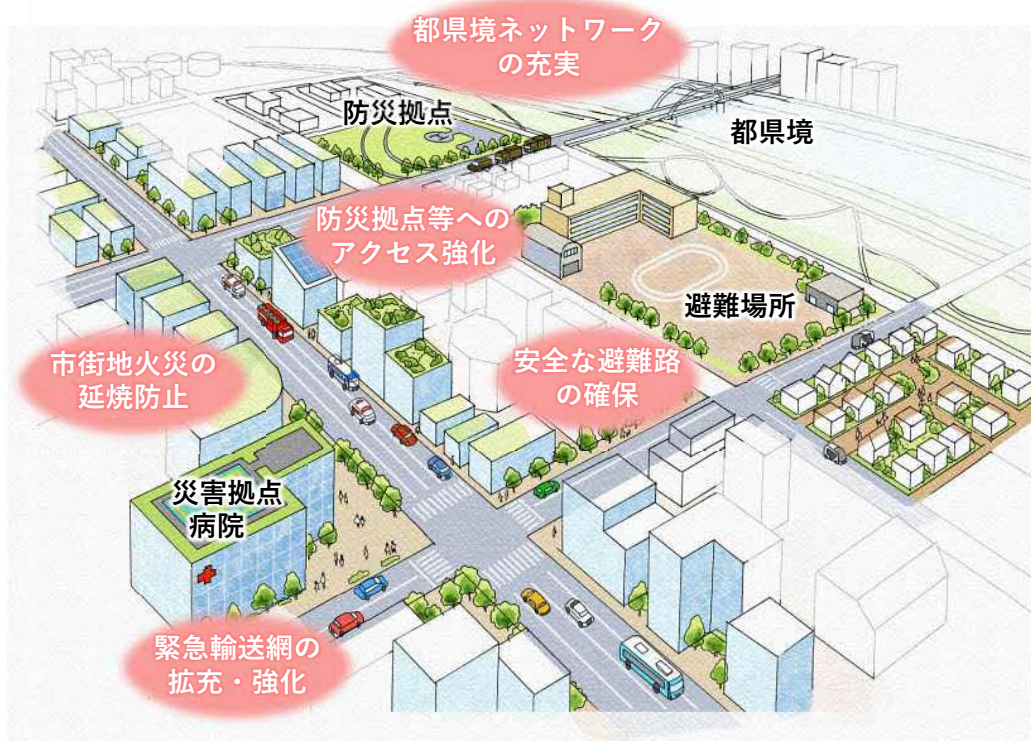 都県境ネットワーク
の充実
防災拠点
都県境
防災拠点等への
アクセス強化
避難場所
市街地火災の
延焼防止
安全な避難路
の確保
災害拠点
病院
緊急輸送網の
拡充・強化